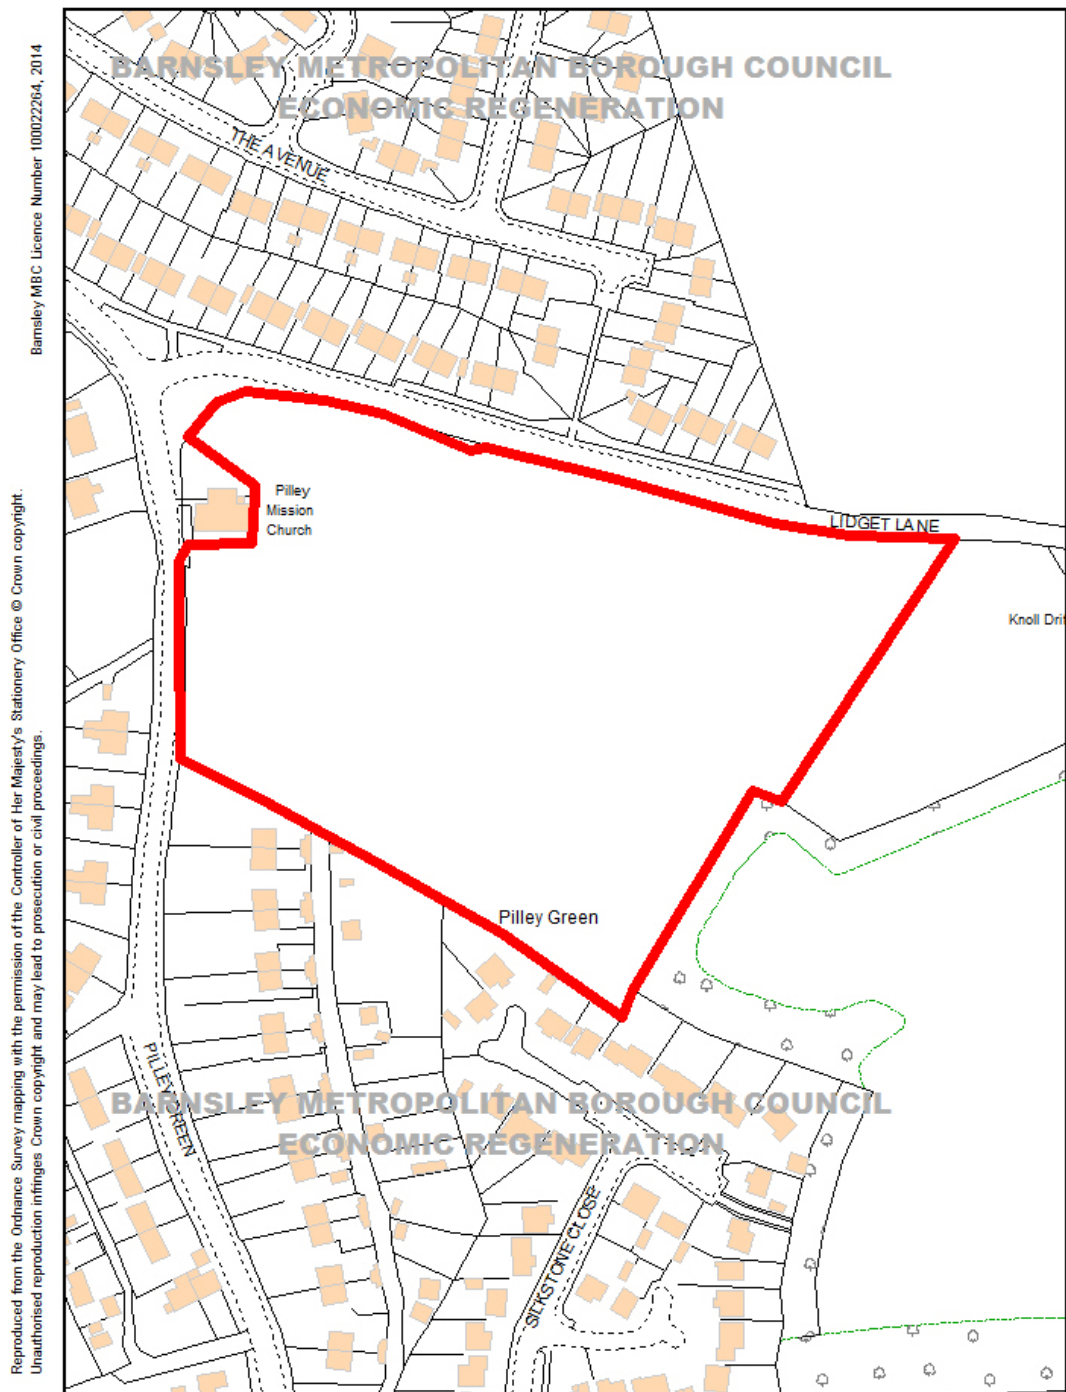 Barnsley MBC Licence Number 100022264, 2014
Reproduced from the Ordnance Survey mapping with the permission of the Controller of Her Majesty's Stationery Office © Crown copyright.
Unauthorised reproduction infringes Crown copyright and may lead to prosecution or civil proceedings.
BARNSLEY METROPOLITAN BOROUGH COUNCIL
ECONOMIC REGENERATION
THE AVENUE
Pilley
Mission
Church
LIDGET LANE
Knoll Drif
Pilley Green
PILLEY GREEN
BARNSLEY METROPOLITAN BOROUGH COUNCIL
ECONOMIC REGENERATION
SILKSTONE CLOSE